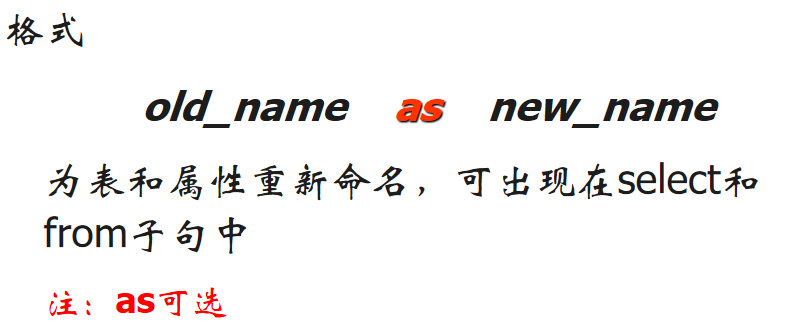 格式
old_name as new_name
为表和属性重新命名，可出现在select和
from子句中
注：as可选